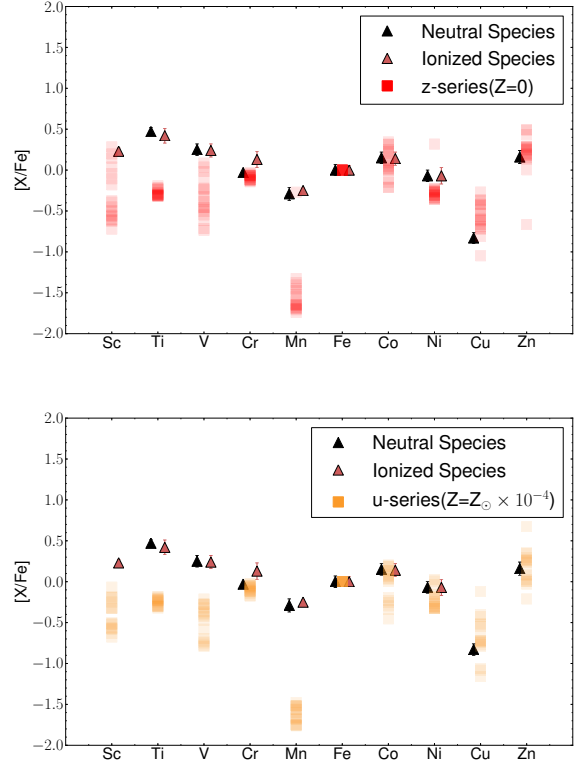 2.0
Neutral Species
1.5
Ionized Species
z-series(Z=0)
1.0
0.5
[X/Fe]
0.0
−0.5
−1.0
−1.5
−2.0
Sc Ti V Cr Mn Fe Co Ni Cu Zn
2.0
Neutral Species
1.5
Ionized Species
u-series(Z=Z⊙ × 10⁻⁴)
1.0
0.5
[X/Fe]
0.0
−0.5
−1.0
−1.5
−2.0
Sc Ti V Cr Mn Fe Co Ni Cu Zn